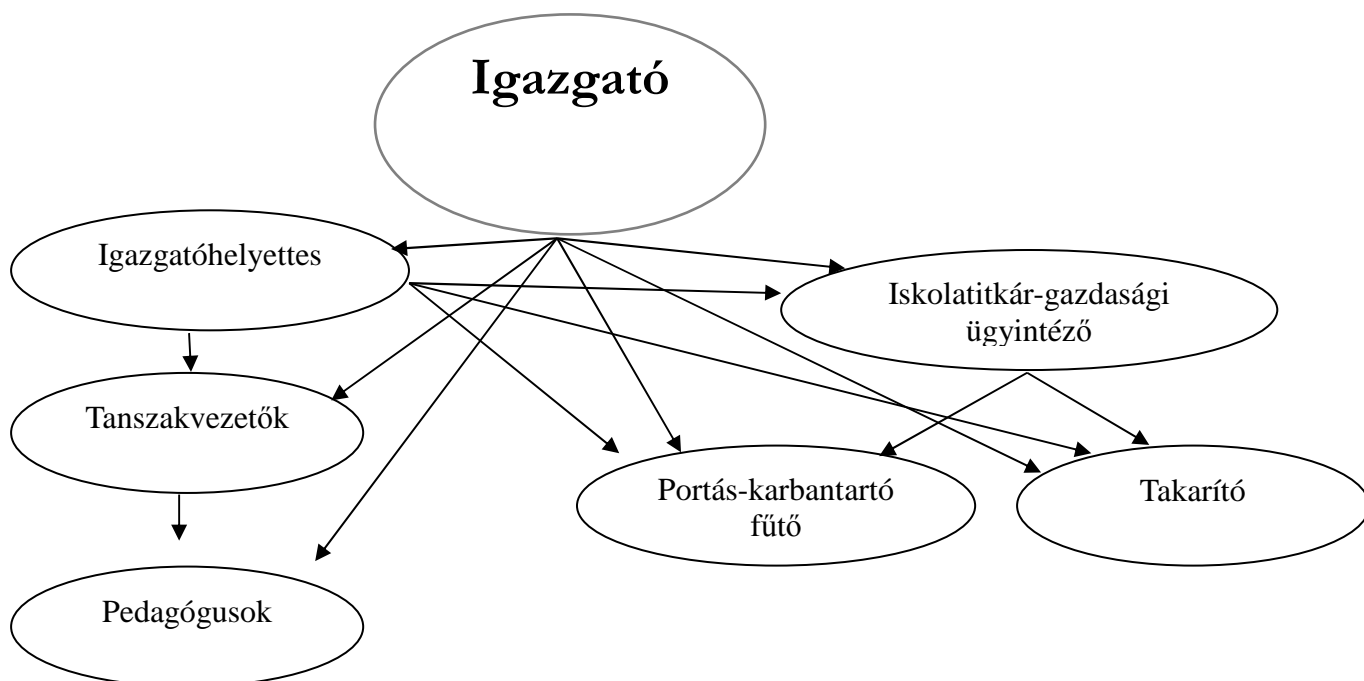 Igazgató
Igazgatóhelyettes
Iskolatitkár-gazdasági
ügyintéző
Tanszakvezetők
Portás-karbantartó
fűtő
Takarító
Pedagógusok